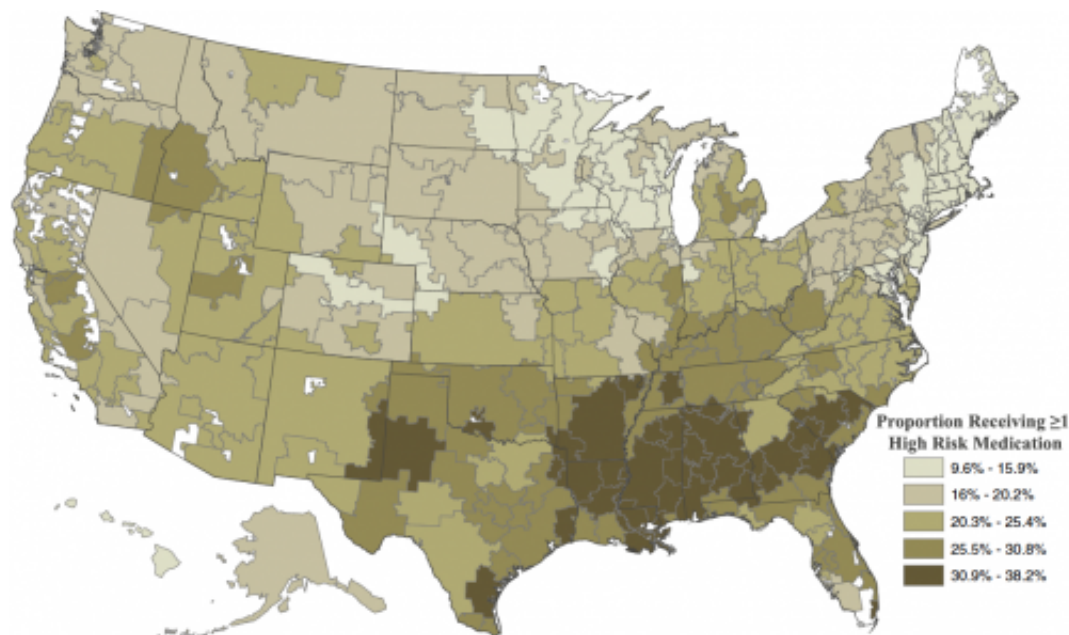 Proportion Receiving ≥1
High Risk Medication
9.6% - 15.9%
16% - 20.2%
20.3% - 25.4%
25.5% - 30.8%
30.9% - 38.2%